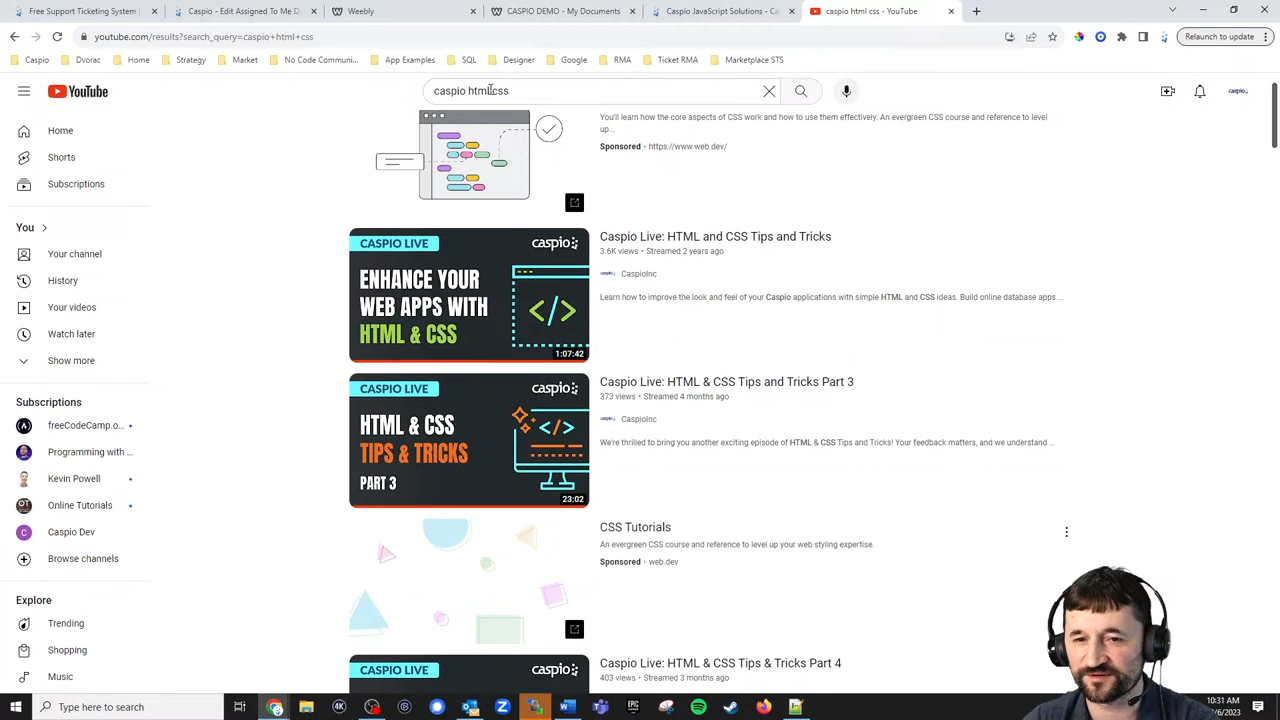 Free Support Ticketing System
Caspio - Edit Assigned To Me D
Weebly
CASPIO DEMO - My Documents
Caspio JavaScript Solutions - Ca
caspio html css - YouTube
youtube.com/results?search_query=caspio+html+css
Relaunch to update
Caspio
Dvorac
Home
Strategy
Market
No Code Communi...
App Examples
SQL
Designer
Google
RMA
Ticket RMA
Marketplace STS
YouTube
caspio html css
Home
Shorts
Subscriptions
You
Your channel
History
Your videos
Watch later
Show more
Subscriptions
freeCodeCamp.o...
Programming with ...
Kevin Powell
Online Tutorials
Caspio Dev
Browse channels
Explore
Trending
Shopping
Music
You'll learn how the core aspects of CSS work and how to use them effectively. An evergreen CSS course and reference to level
up...
Sponsored · https://www.web.dev/
CASPIO LIVE
caspio
ENHANCE YOUR
WEB APPS WITH
HTML & CSS
1:07:42
Caspio Live: HTML and CSS Tips and Tricks
3.6K views · Streamed 2 years ago
CaspioInc
Learn how to improve the look and feel of your Caspio applications with simple HTML and CSS ideas. Build online database apps ...
CASPIO LIVE
caspio
HTML & CSS
TIPS & TRICKS
PART 3
23:02
Caspio Live: HTML & CSS Tips and Tricks Part 3
373 views · Streamed 4 months ago
CaspioInc
We're thrilled to bring you another exciting episode of HTML & CSS Tips and Tricks! Your feedback matters, and we understand ...
CSS Tutorials
An evergreen CSS course and reference to level up your web styling expertise.
Sponsored · web.dev
CASPIO LIVE
caspio
Caspio Live: HTML & CSS Tips & Tricks Part 4
403 views · Streamed 3 months ago
Type here to search
10:31 AM